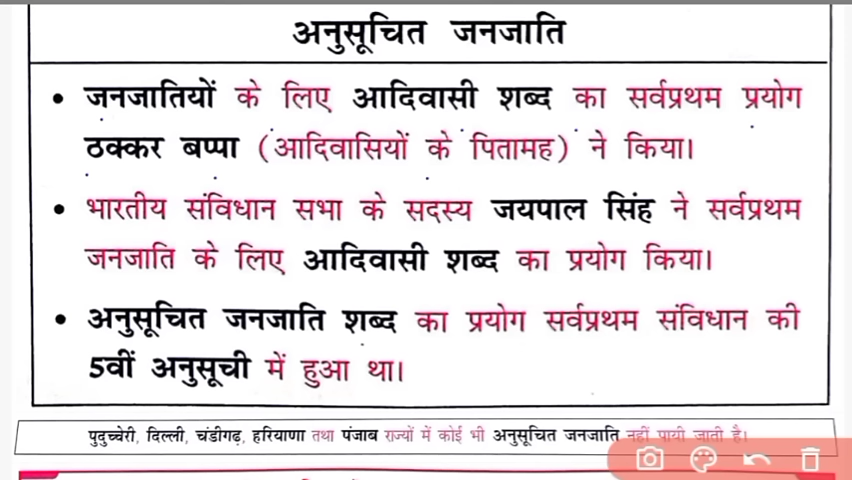 अनुसूचित जनजाति
• जनजातियों के लिए आदिवासी शब्द का सर्वप्रथम प्रयोग
ठक्कर बप्पा (आदिवासियों के पितामह) ने किया।
• भारतीय संविधान सभा के सदस्य जयपाल सिंह ने सर्वप्रथम
जनजाति के लिए आदिवासी शब्द का प्रयोग किया।
• अनुसूचित जनजाति शब्द का प्रयोग सर्वप्रथम संविधान की
5वीं अनुसूची में हुआ था।
पुदुच्चेरी, दिल्ली, चंडीगढ़, हरियाणा तथा पंजाब राज्यों में कोई भी अनुसूचित जनजाति नहीं पायी जाती है।